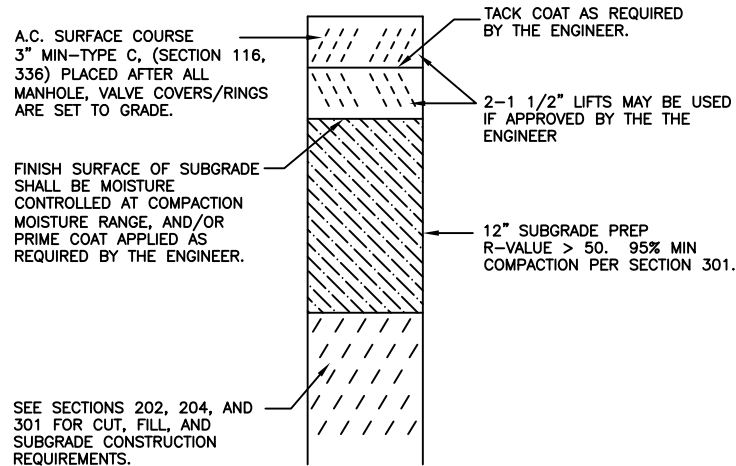 A.C. SURFACE COURSE
3" MIN-TYPE C, (SECTION 116,
336) PLACED AFTER ALL
MANHOLE, VALVE COVERS/RINGS
ARE SET TO GRADE.
TACK COAT AS REQUIRED
BY THE ENGINEER.
2-1 1/2" LIFTS MAY BE USED
IF APPROVED BY THE THE
ENGINEER
FINISH SURFACE OF SUBGRADE
SHALL BE MOISTURE
CONTROLLED AT COMPACTION
MOISTURE RANGE, AND/OR
PRIME COAT APPLIED AS
REQUIRED BY THE ENGINEER.
12" SUBGRADE PREP
R-VALUE > 50. 95% MIN
COMPACTION PER SECTION 301.
SEE SECTIONS 202, 204, AND
301 FOR CUT, FILL, AND
SUBGRADE CONSTRUCTION
REQUIREMENTS.